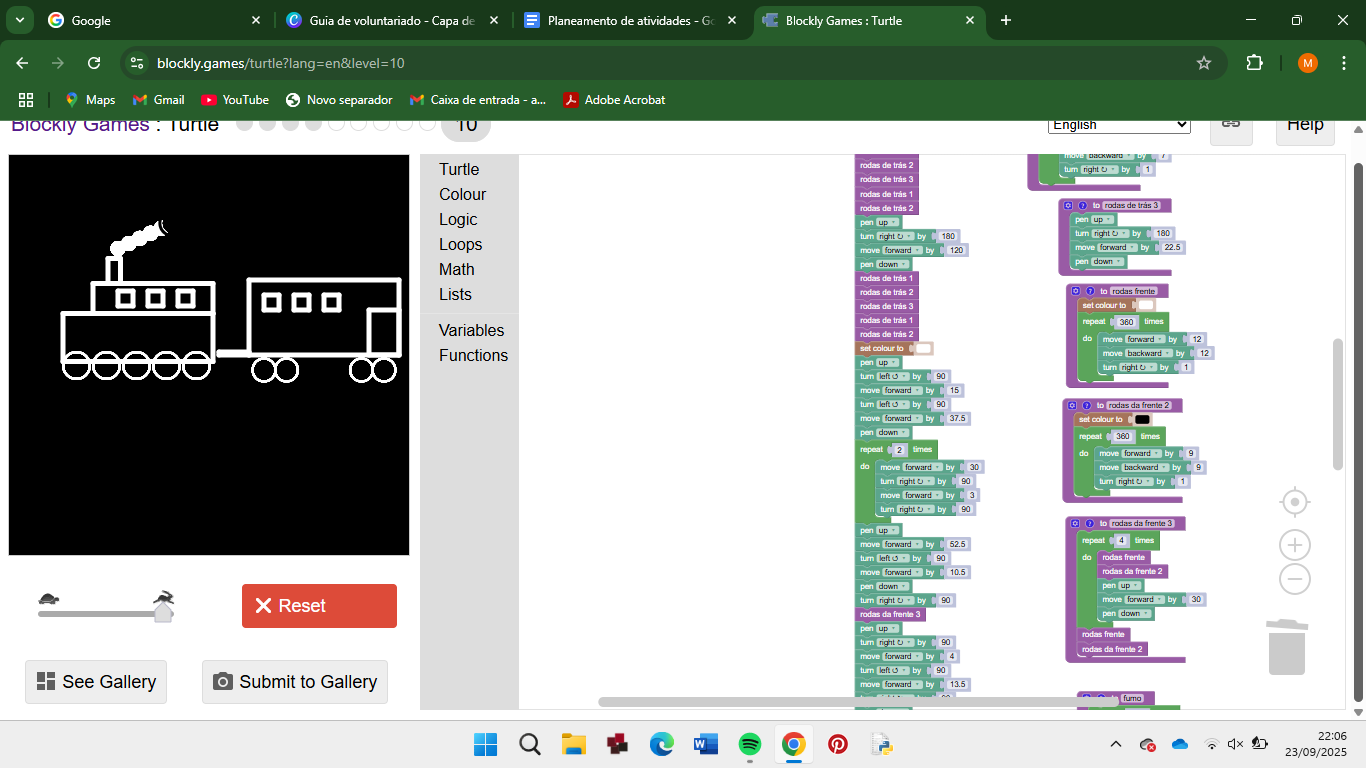 Google
Guia de voluntariado - Capa de
Planeamento de atividades - Go
Blockly Games : Turtle
blockly.games/turtle?lang=en&level=10
M
Maps
Gmail
YouTube
Novo separador
Caixa de entrada - a...
Adobe Acrobat
Blockly Games : Turtle
10
English
Help
Turtle
Colour
Logic
Loops
Math
Lists
Variables
Functions
rodas de trás 2
rodas de trás 3
rodas de trás 1
rodas de trás 2
pen up
turn right by 180
move forward by 120
pen down
rodas de trás 1
rodas de trás 2
rodas de trás 3
rodas de trás 1
rodas de trás 2
set colour to
pen up
turn left by 90
move forward by 15
turn left by 90
move forward by 37.5
pen down
repeat 2 times
do move forward by 30
turn right by 90
move forward by 3
turn right by 90
pen up
move forward by 52.5
turn left by 90
move forward by 10.5
pen down
turn right by 90
rodas da frente 3
pen up
turn right by 90
move forward by 4
turn left by 90
move forward by 13.5
move backward by 7
turn right by 1
to rodas de trás 3
pen up
turn right by 180
move forward by 22.5
pen down
to rodas frente
set colour to
repeat 360 times
do move forward by 12
move backward by 12
turn right by 1
to rodas da frente 2
set colour to
repeat 360 times
do move forward by 9
move backward by 9
turn right by 1
to rodas da frente 3
repeat 4 times
do rodas frente
rodas da frente 2
pen up
move forward by 30
pen down
rodas frente
rodas da frente 2
fumo
Reset
See Gallery
Submit to Gallery
22:06
23/09/2025